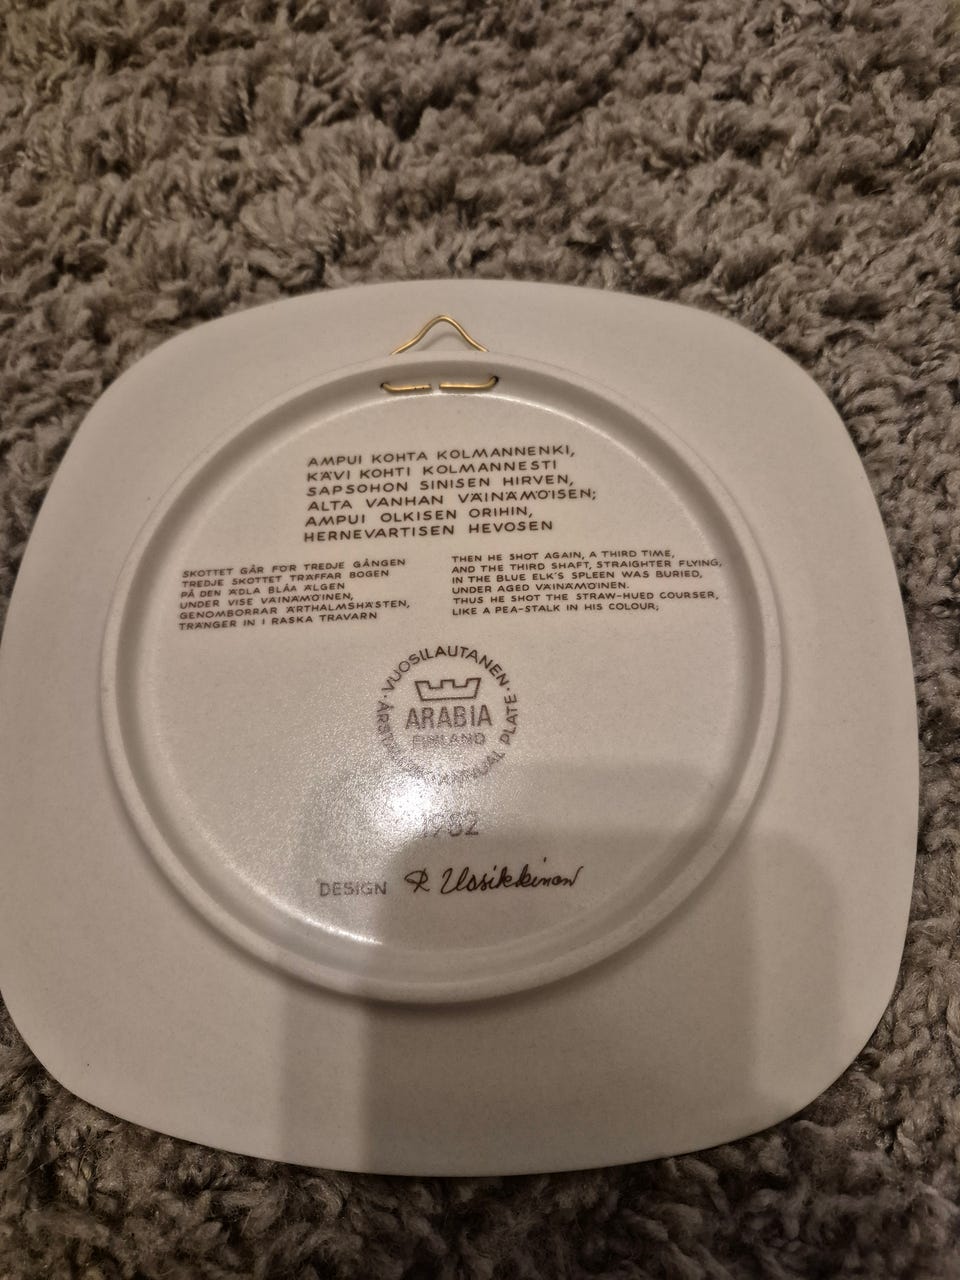 AMPUI KOHTA KOLMANNENKI,
KÄVI KOHTI KOLMANNESTI
SAPSOHON SINISEN HIRVEN,
ALTA VANHAN VÄINÄMÖISEN;
AMPUI OLKISEN ORIHIN,
HERNEVARTISEN HEVOSEN
SKOTTET GÅR FÖR TREDJE GÅNGEN
TREDJE SKOTTET TRÄFFAR BOGEN
PÅ DEN ÄDLA BLÅA ÄLGEN
UNDER VISE VÄINÄMÖINEN,
GENOMBORRAR ÄRTHALMSHÄSTEN,
TRÄNGER IN I RASKA TRAVARN
THEN HE SHOT AGAIN, A THIRD TIME,
AND THE THIRD SHAFT, STRAIGHTER FLYING,
IN THE BLUE ELK'S SPLEEN WAS BURIED,
UNDER AGED VÄINÄMÖINEN.
THUS HE SHOT THE STRAW-HUED COURSER,
LIKE A PEA-STALK IN HIS COLOUR;
·VUOSILAUTANEN·
ARABIA
FINLAND
ANNUAL PLATE
1982
DESIGN R. Uosikkinen